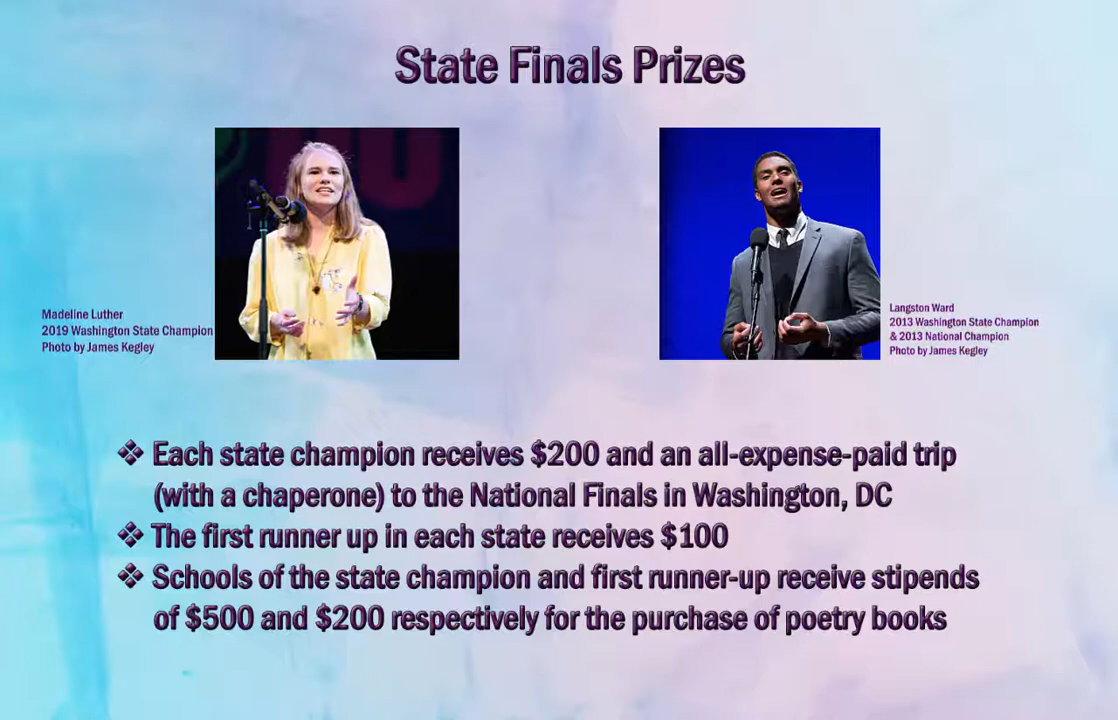 State Finals Prizes
Madeline Luther
2019 Washington State Champion
Photo by James Kegley
Langston Ward
2013 Washington State Champion
& 2013 National Champion
Photo by James Kegley
❖ Each state champion receives $200 and an all-expense-paid trip
(with a chaperone) to the National Finals in Washington, DC
❖ The first runner up in each state receives $100
❖ Schools of the state champion and first runner-up receive stipends
of $500 and $200 respectively for the purchase of poetry books